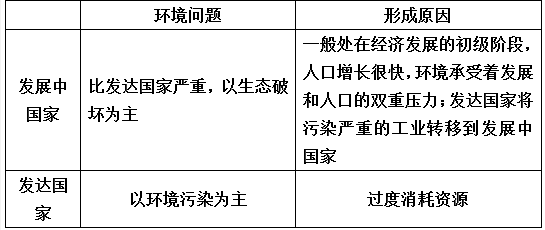 环境问题
形成原因
发展中
国家
比发达国家严重，以生态破
坏为主
一般处在经济发展的初级阶段，
人口增长很快，环境承受着发展
和人口的双重压力；发达国家将
污染严重的工业转移到发展中
国家
发达国
家
以环境污染为主
过度消耗资源